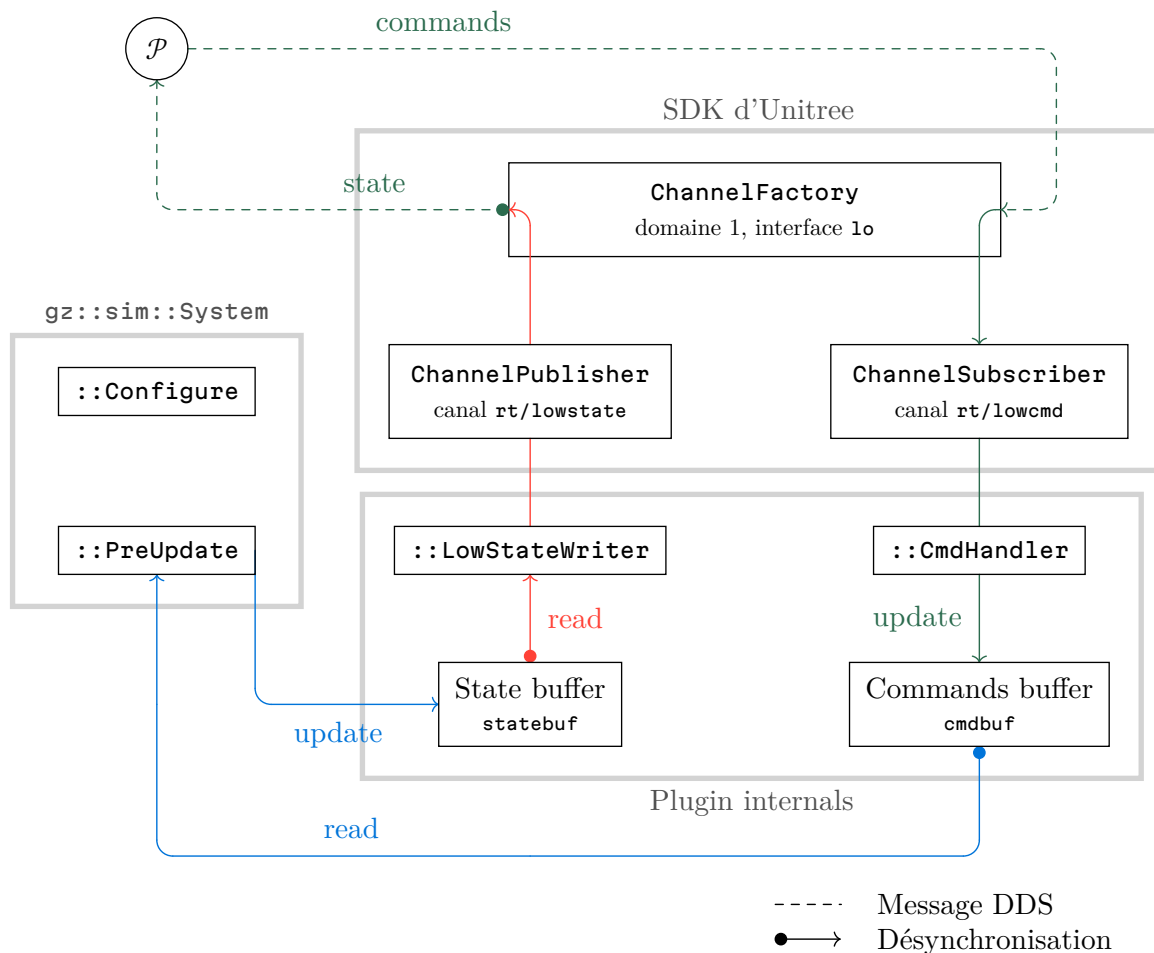 commands
𝒫
SDK d'Unitree
state
ChannelFactory
domaine 1, interface lo
gz::sim::System
::Configure
ChannelPublisher
canal rt/lowstate
ChannelSubscriber
canal rt/lowcmd
::PreUpdate
::LowStateWriter
::CmdHandler
read
update
State buffer
statebuf
Commands buffer
cmdbuf
update
Plugin internals
read
Message DDS
Désynchronisation